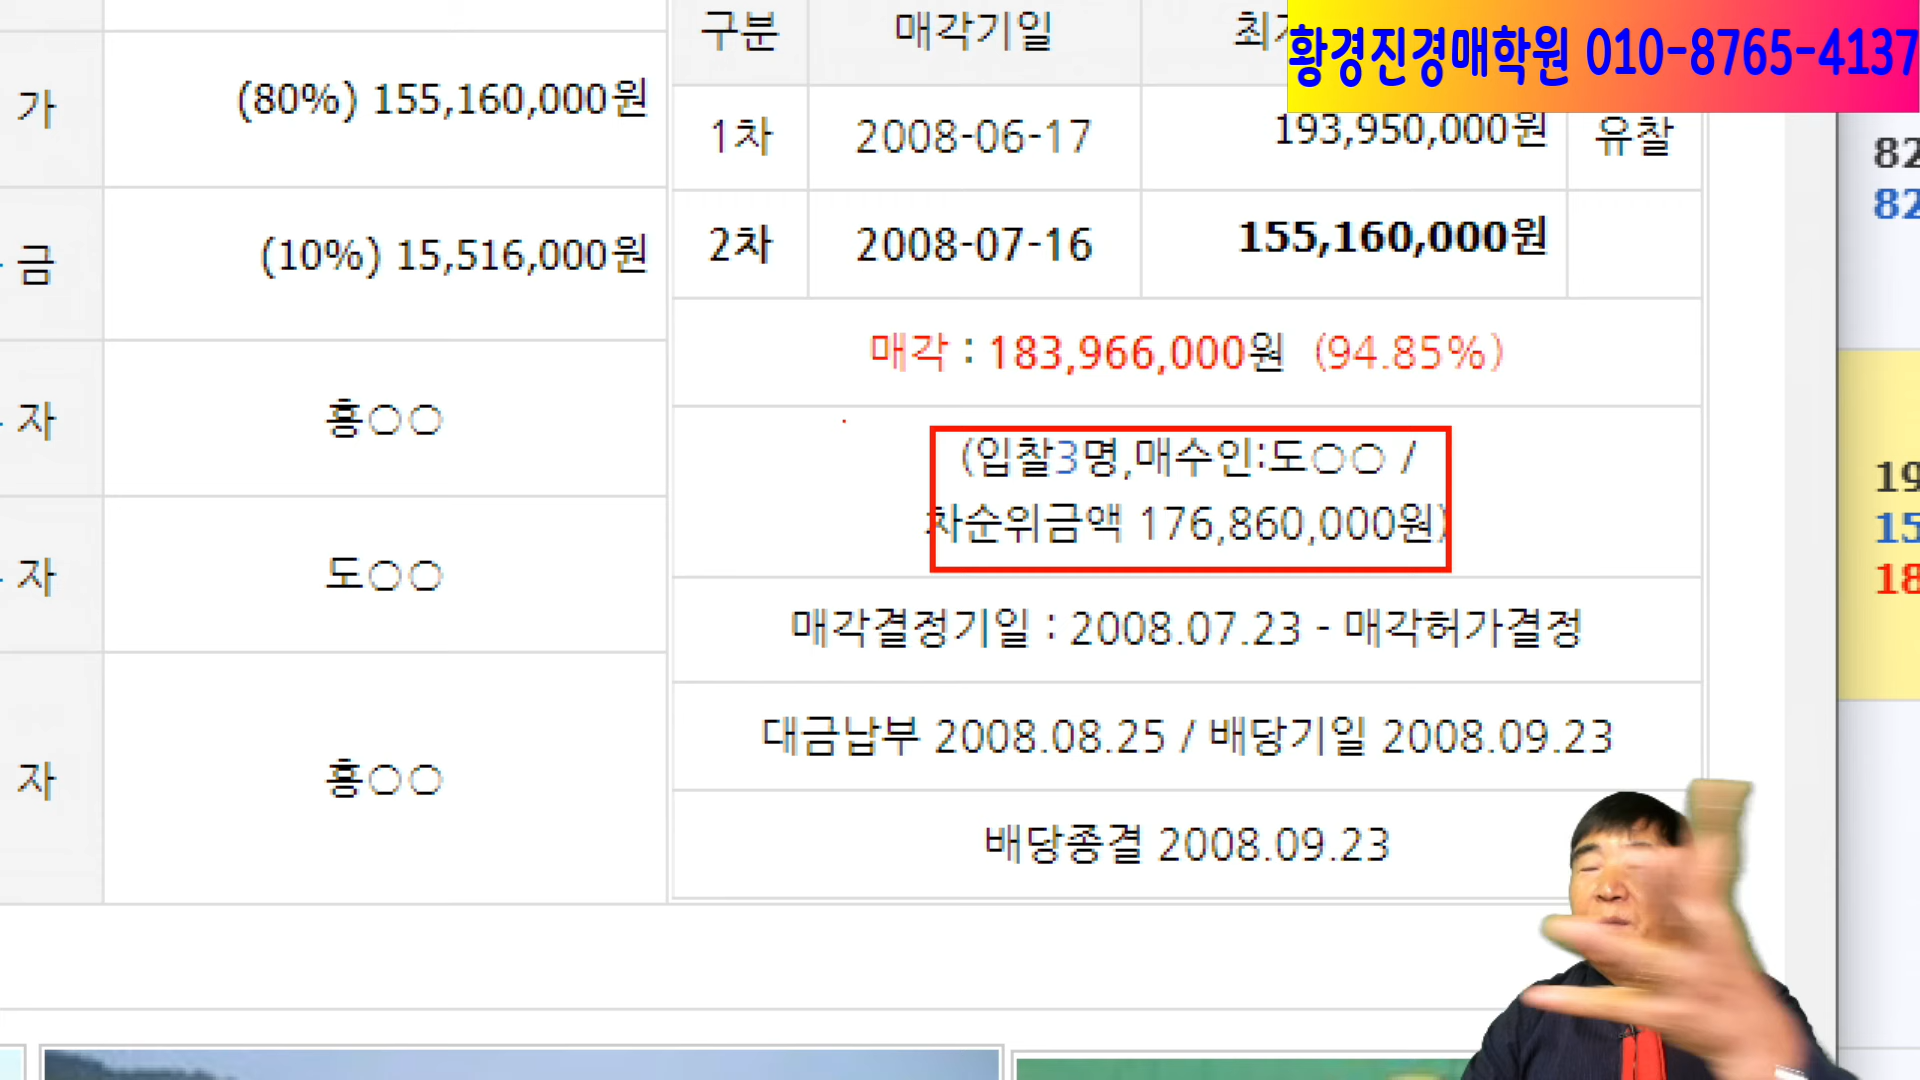 구분 매각기일
황경진경매학원 010-8765-4137
가 (80%) 155,160,000원
1차 2008-06-17 193,950,000원 유찰
금 (10%) 15,516,000원
2차 2008-07-16 155,160,000원
매각 : 183,966,000원 (94.85%)
자 홍○○
(입찰3명,매수인:도○○ /
차순위금액 176,860,000원)
자 도○○
매각결정기일 : 2008.07.23 - 매각허가결정
대금납부 2008.08.25 / 배당기일 2008.09.23
자 홍○○
배당종결 2008.09.23
82
82
19
15
18